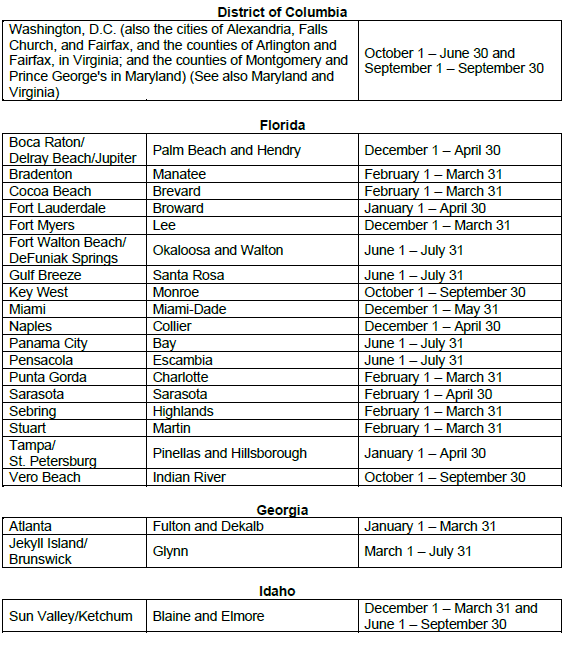 District of Columbia
Washington, D.C. (also the cities of Alexandria, Falls
Church, and Fairfax, and the counties of Arlington and
Fairfax, in Virginia; and the counties of Montgomery and
Prince George's in Maryland) (See also Maryland and
Virginia)
October 1 – June 30 and
September 1 – September 30
Florida
Boca Raton/
Delray Beach/Jupiter
Palm Beach and Hendry
December 1 – April 30
Bradenton Manatee February 1 – March 31
Cocoa Beach Brevard February 1 – March 31
Fort Lauderdale Broward January 1 – April 30
Fort Myers Lee December 1 – March 31
Fort Walton Beach/
DeFuniak Springs
Okaloosa and Walton
June 1 – July 31
Gulf Breeze Santa Rosa June 1 – July 31
Key West Monroe October 1 – September 30
Miami Miami-Dade December 1 – May 31
Naples Collier December 1 – April 30
Panama City Bay June 1 – July 31
Pensacola Escambia June 1 – July 31
Punta Gorda Charlotte February 1 – March 31
Sarasota Sarasota February 1 – April 30
Sebring Highlands February 1 – March 31
Stuart Martin February 1 – March 31
Tampa/
St. Petersburg
Pinellas and Hillsborough
January 1 – April 30
Vero Beach Indian River October 1 – September 30
Georgia
Atlanta Fulton and Dekalb January 1 – March 31
Jekyll Island/
Brunswick
Glynn
March 1 – July 31
Idaho
Sun Valley/Ketchum
Blaine and Elmore
December 1 – March 31 and
June 1 – September 30